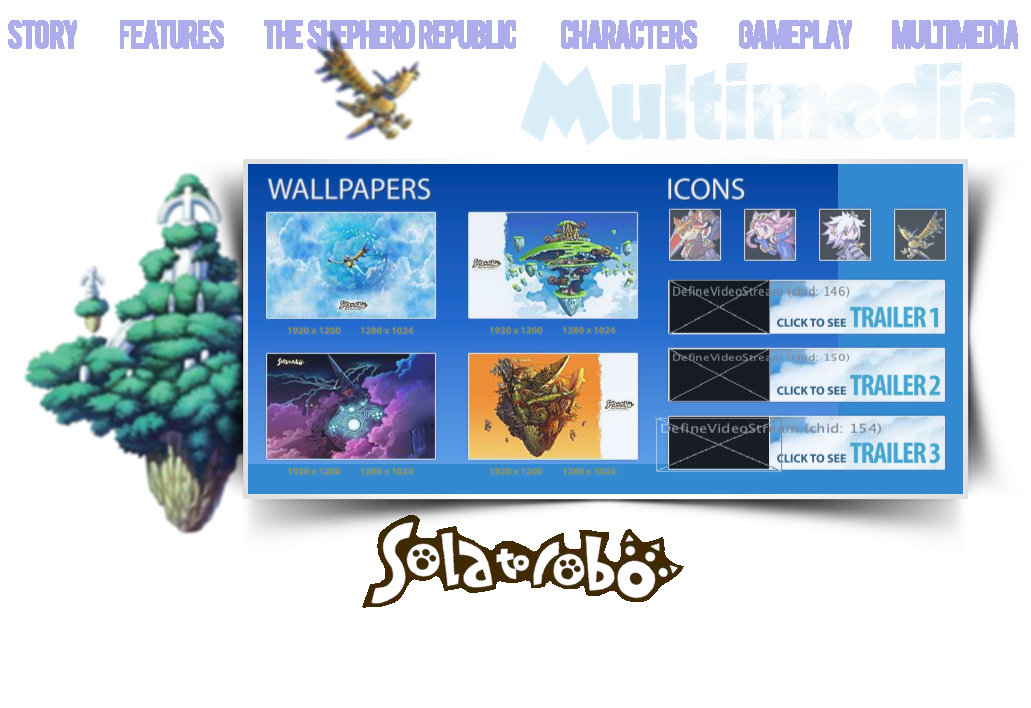 STORY FEATURES THE SHEPHERD REPUBLIC CHARACTERS GAMEPLAY MULTIMEDIA
Multimedia
WALLPAPERS
1920 x 1200 1280 x 1024
1920 x 1200 1280 x 1024
1920 x 1200 1280 x 1024
1920 x 1200 1280 x 1024
ICONS
DefineVideoStream (chid: 146)
CLICK TO SEE TRAILER 1
DefineVideoStream (chid: 150)
CLICK TO SEE TRAILER 2
DefineVideoStream (chid: 154)
CLICK TO SEE TRAILER 3
Solatorobo